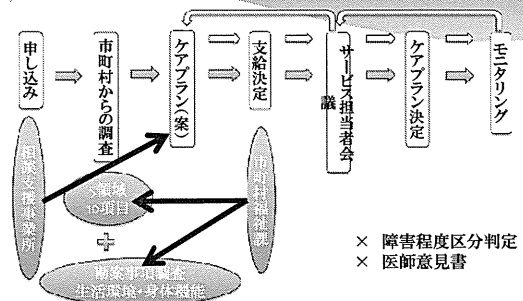 申し込み
市町村からの調査
ケアプラン(案)
支給決定
サービス担当者会議
ケアプラン決定
モニタリング
相談支援事業所
5領域
10項目
+
勘案事項調査
生活環境・身体機能
市町村福祉課
× 障害程度区分判定
× 医師意見書